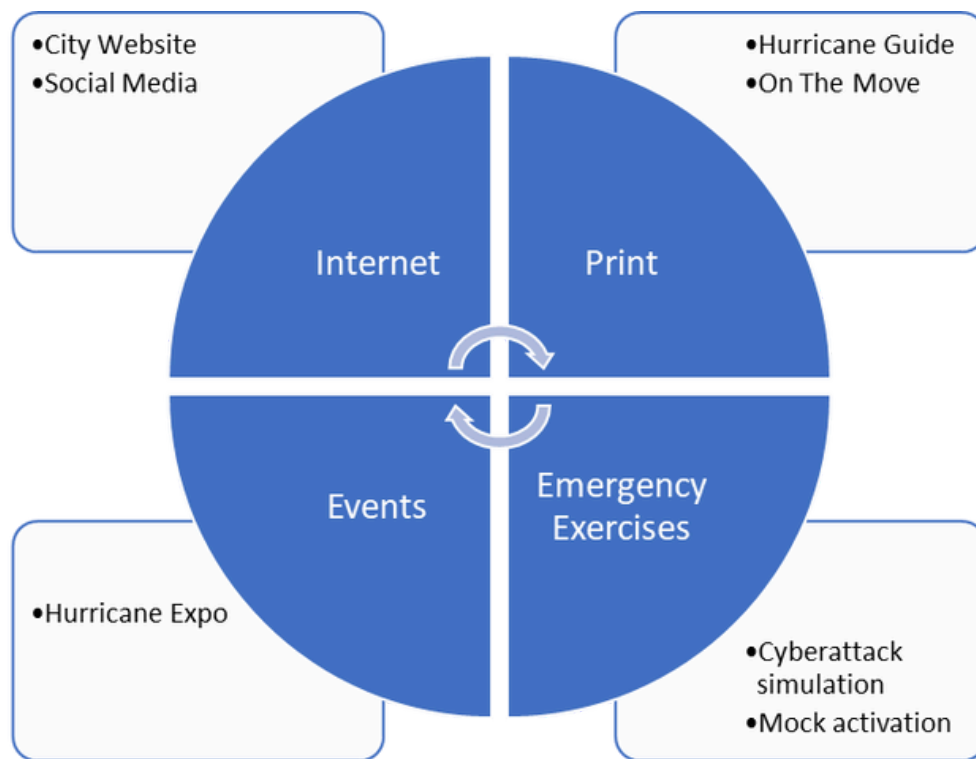 •City Website
•Social Media
•Hurricane Guide
•On The Move
Internet
Print
Events
Emergency
Exercises
•Hurricane Expo
•Cyberattack
simulation
•Mock activation